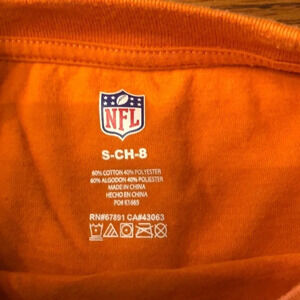 NFL
S-CH-8
60% COTTON 40% POLYESTER
60% ALGODON 40% POLIESTER
MADE IN CHINA
HECHO EN CHINA
RN#67891 CA#43063